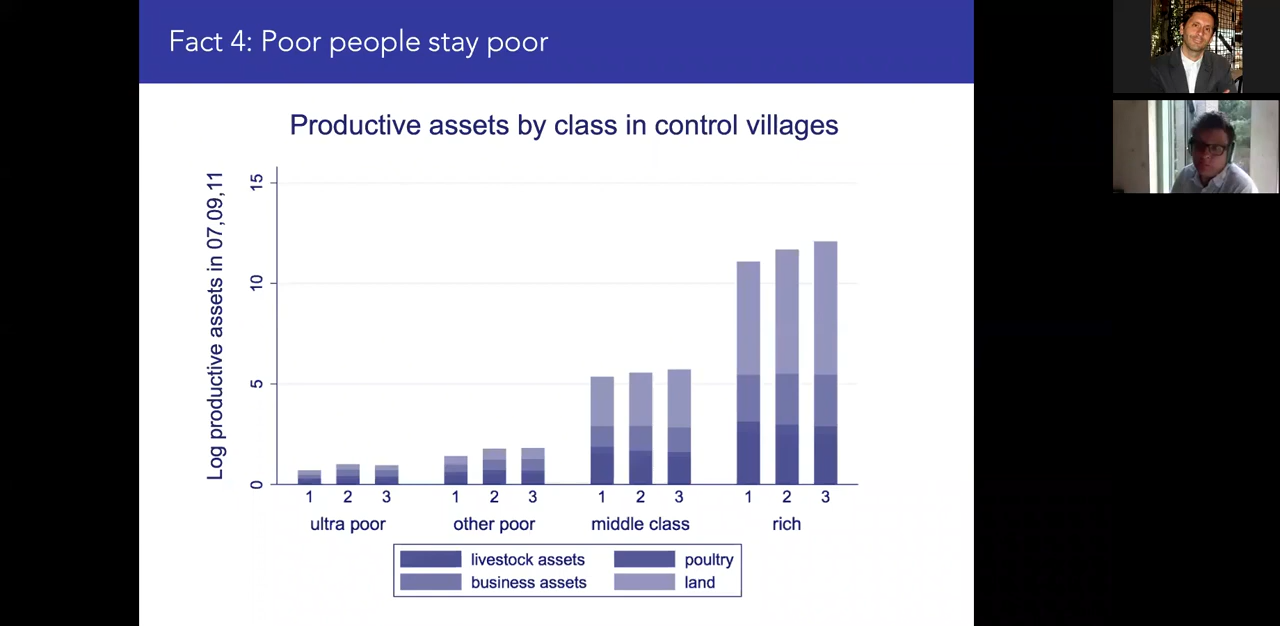 Fact 4: Poor people stay poor
Productive assets by class in control villages
Log productive assets in 07,09,11
15
10
5
0
1 2 3 1 2 3 1 2 3 1 2 3
ultra poor other poor middle class rich
livestock assets poultry
business assets land